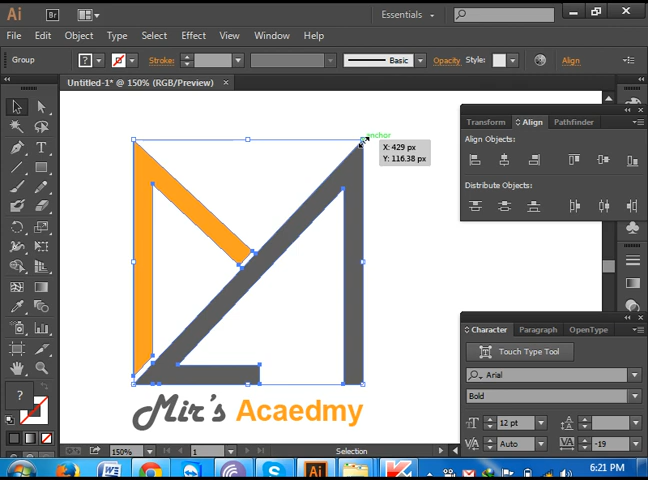 Ai Br Essentials
File Edit Object Type Select Effect View Window Help
Group ? Stroke: Basic Opacity Style: Align
Untitled-1* @ 150% (RGB/Preview) ×
anchor
X: 429 px
Y: 116.38 px
Transform Align Pathfinder
Align Objects:
Distribute Objects:
Mir's Acaedmy
Character Paragraph OpenType
Touch Type Tool
Arial
Bold
12 pt
Auto -19
?
150% 1 Selection
6:21 PM